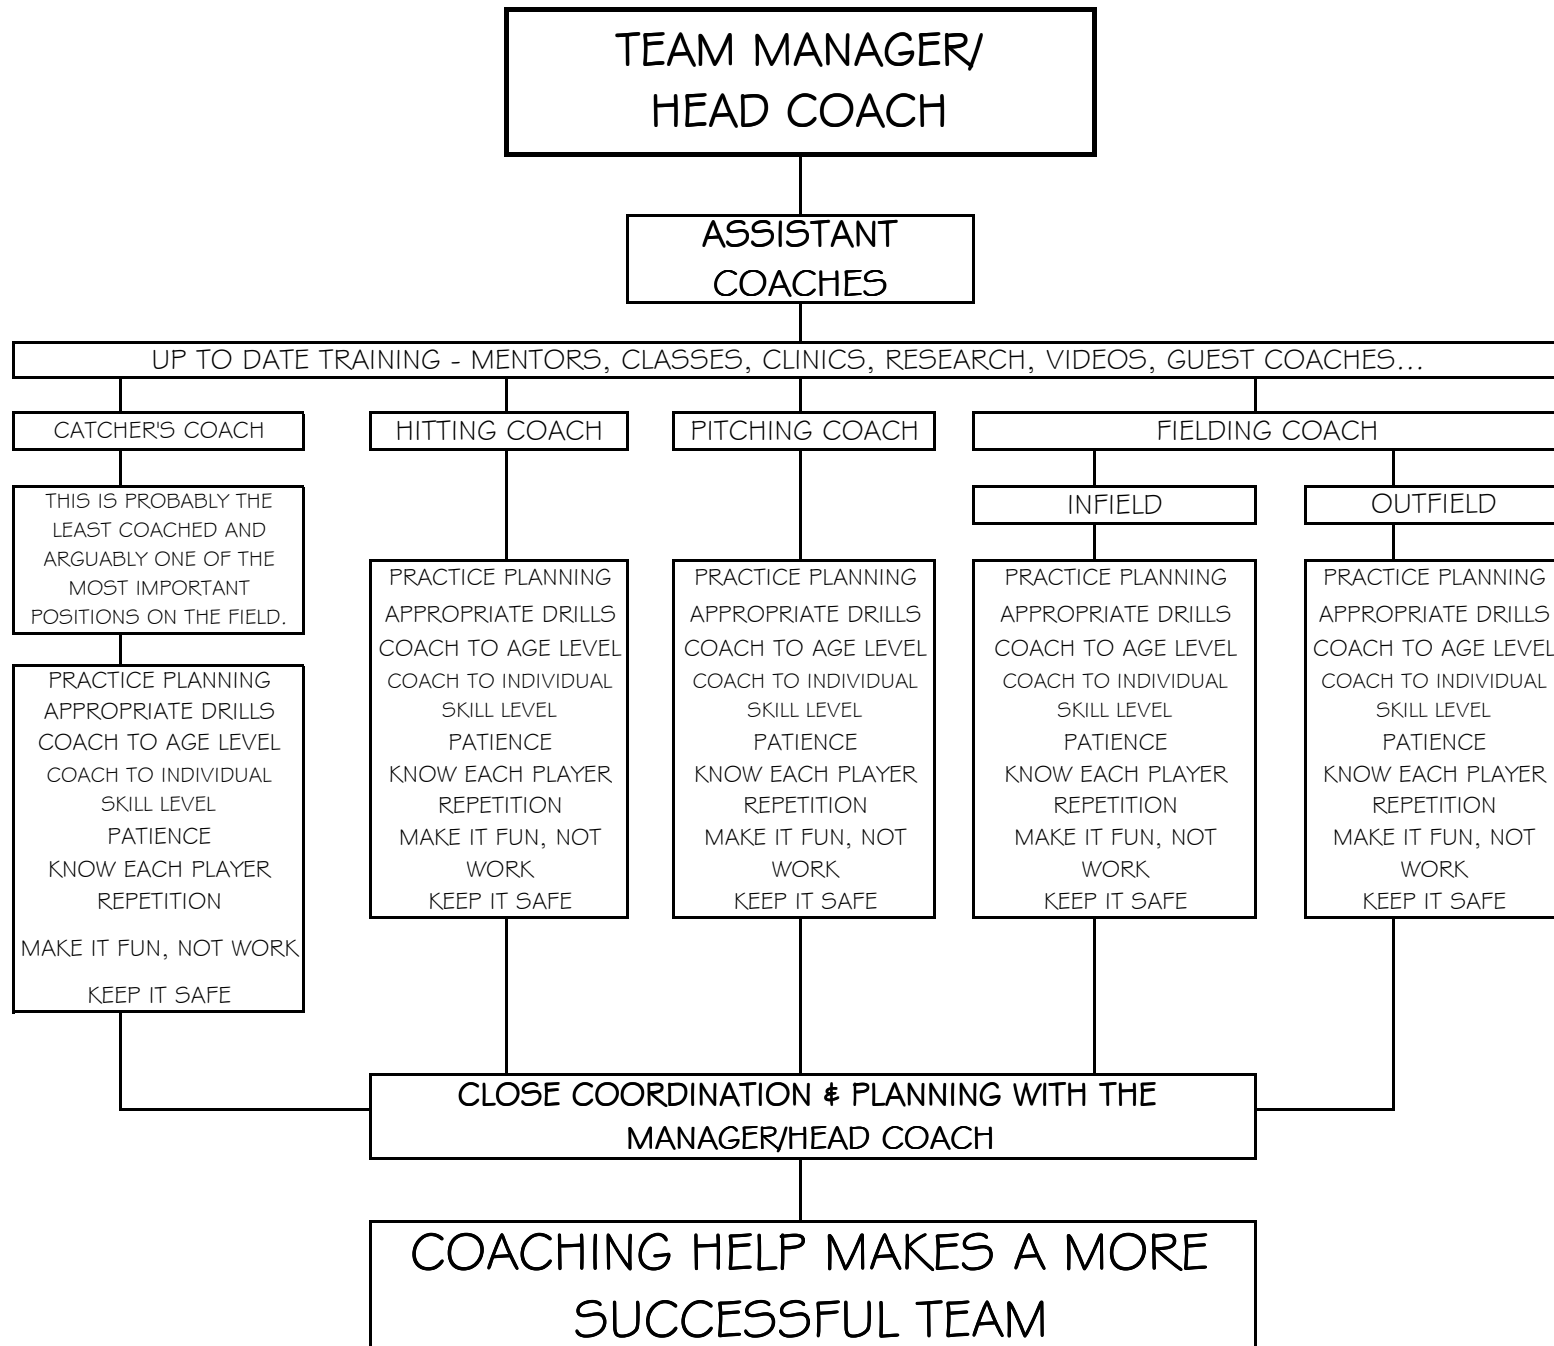 TEAM MANAGER/
HEAD COACH
ASSISTANT
COACHES
UP TO DATE TRAINING - MENTORS, CLASSES, CLINICS, RESEARCH, VIDEOS, GUEST COACHES...
CATCHER'S COACH
THIS IS PROBABLY THE
LEAST COACHED AND
ARGUABLY ONE OF THE
MOST IMPORTANT
POSITIONS ON THE FIELD.
PRACTICE PLANNING
APPROPRIATE DRILLS
COACH TO AGE LEVEL
COACH TO INDIVIDUAL
SKILL LEVEL
PATIENCE
KNOW EACH PLAYER
REPETITION
MAKE IT FUN, NOT WORK
KEEP IT SAFE
HITTING COACH
PRACTICE PLANNING
APPROPRIATE DRILLS
COACH TO AGE LEVEL
COACH TO INDIVIDUAL
SKILL LEVEL
PATIENCE
KNOW EACH PLAYER
REPETITION
MAKE IT FUN, NOT
WORK
KEEP IT SAFE
PITCHING COACH
PRACTICE PLANNING
APPROPRIATE DRILLS
COACH TO AGE LEVEL
COACH TO INDIVIDUAL
SKILL LEVEL
PATIENCE
KNOW EACH PLAYER
REPETITION
MAKE IT FUN, NOT
WORK
KEEP IT SAFE
FIELDING COACH
INFIELD
PRACTICE PLANNING
APPROPRIATE DRILLS
COACH TO AGE LEVEL
COACH TO INDIVIDUAL
SKILL LEVEL
PATIENCE
KNOW EACH PLAYER
REPETITION
MAKE IT FUN, NOT
WORK
KEEP IT SAFE
OUTFIELD
PRACTICE PLANNING
APPROPRIATE DRILLS
COACH TO AGE LEVEL
COACH TO INDIVIDUAL
SKILL LEVEL
PATIENCE
KNOW EACH PLAYER
REPETITION
MAKE IT FUN, NOT
WORK
KEEP IT SAFE
CLOSE COORDINATION & PLANNING WITH THE
MANAGER/HEAD COACH
COACHING HELP MAKES A MORE
SUCCESSFUL TEAM